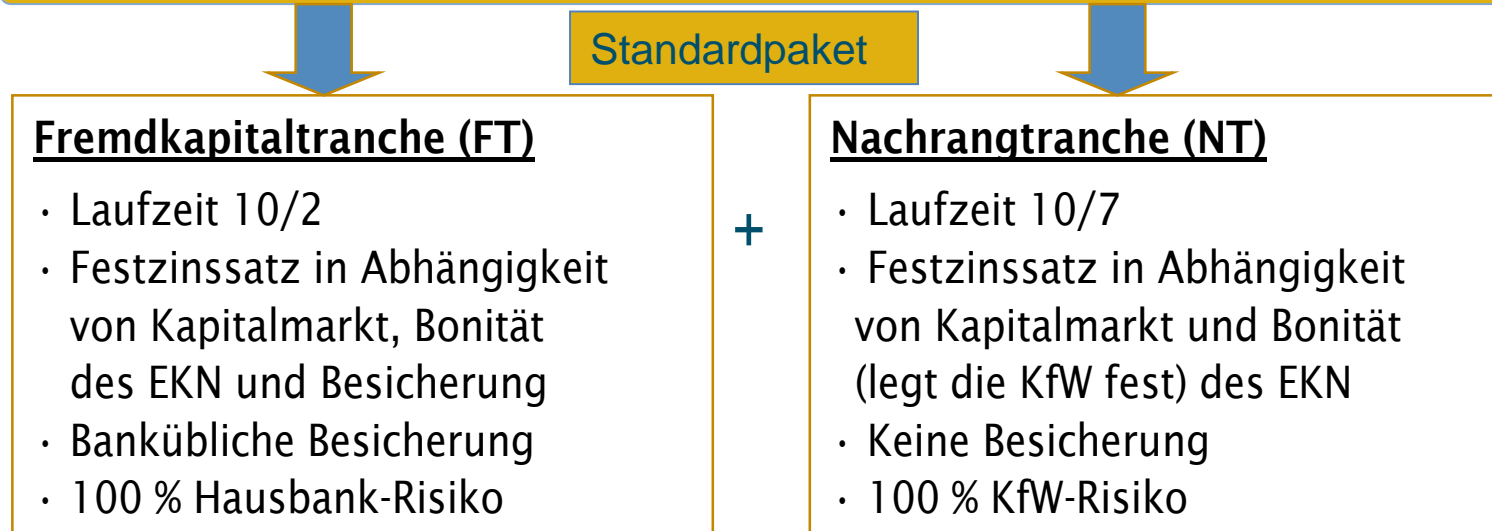 Standardpaket
Fremdkapitaltranche (FT)
· Laufzeit 10/2
· Festzinssatz in Abhängigkeit
von Kapitalmarkt, Bonität
des EKN und Besicherung
· Bankübliche Besicherung
· 100 % Hausbank-Risiko
+
Nachrangtranche (NT)
· Laufzeit 10/7
· Festzinssatz in Abhängigkeit
von Kapitalmarkt und Bonität
(legt die KfW fest) des EKN
· Keine Besicherung
· 100 % KfW-Risiko